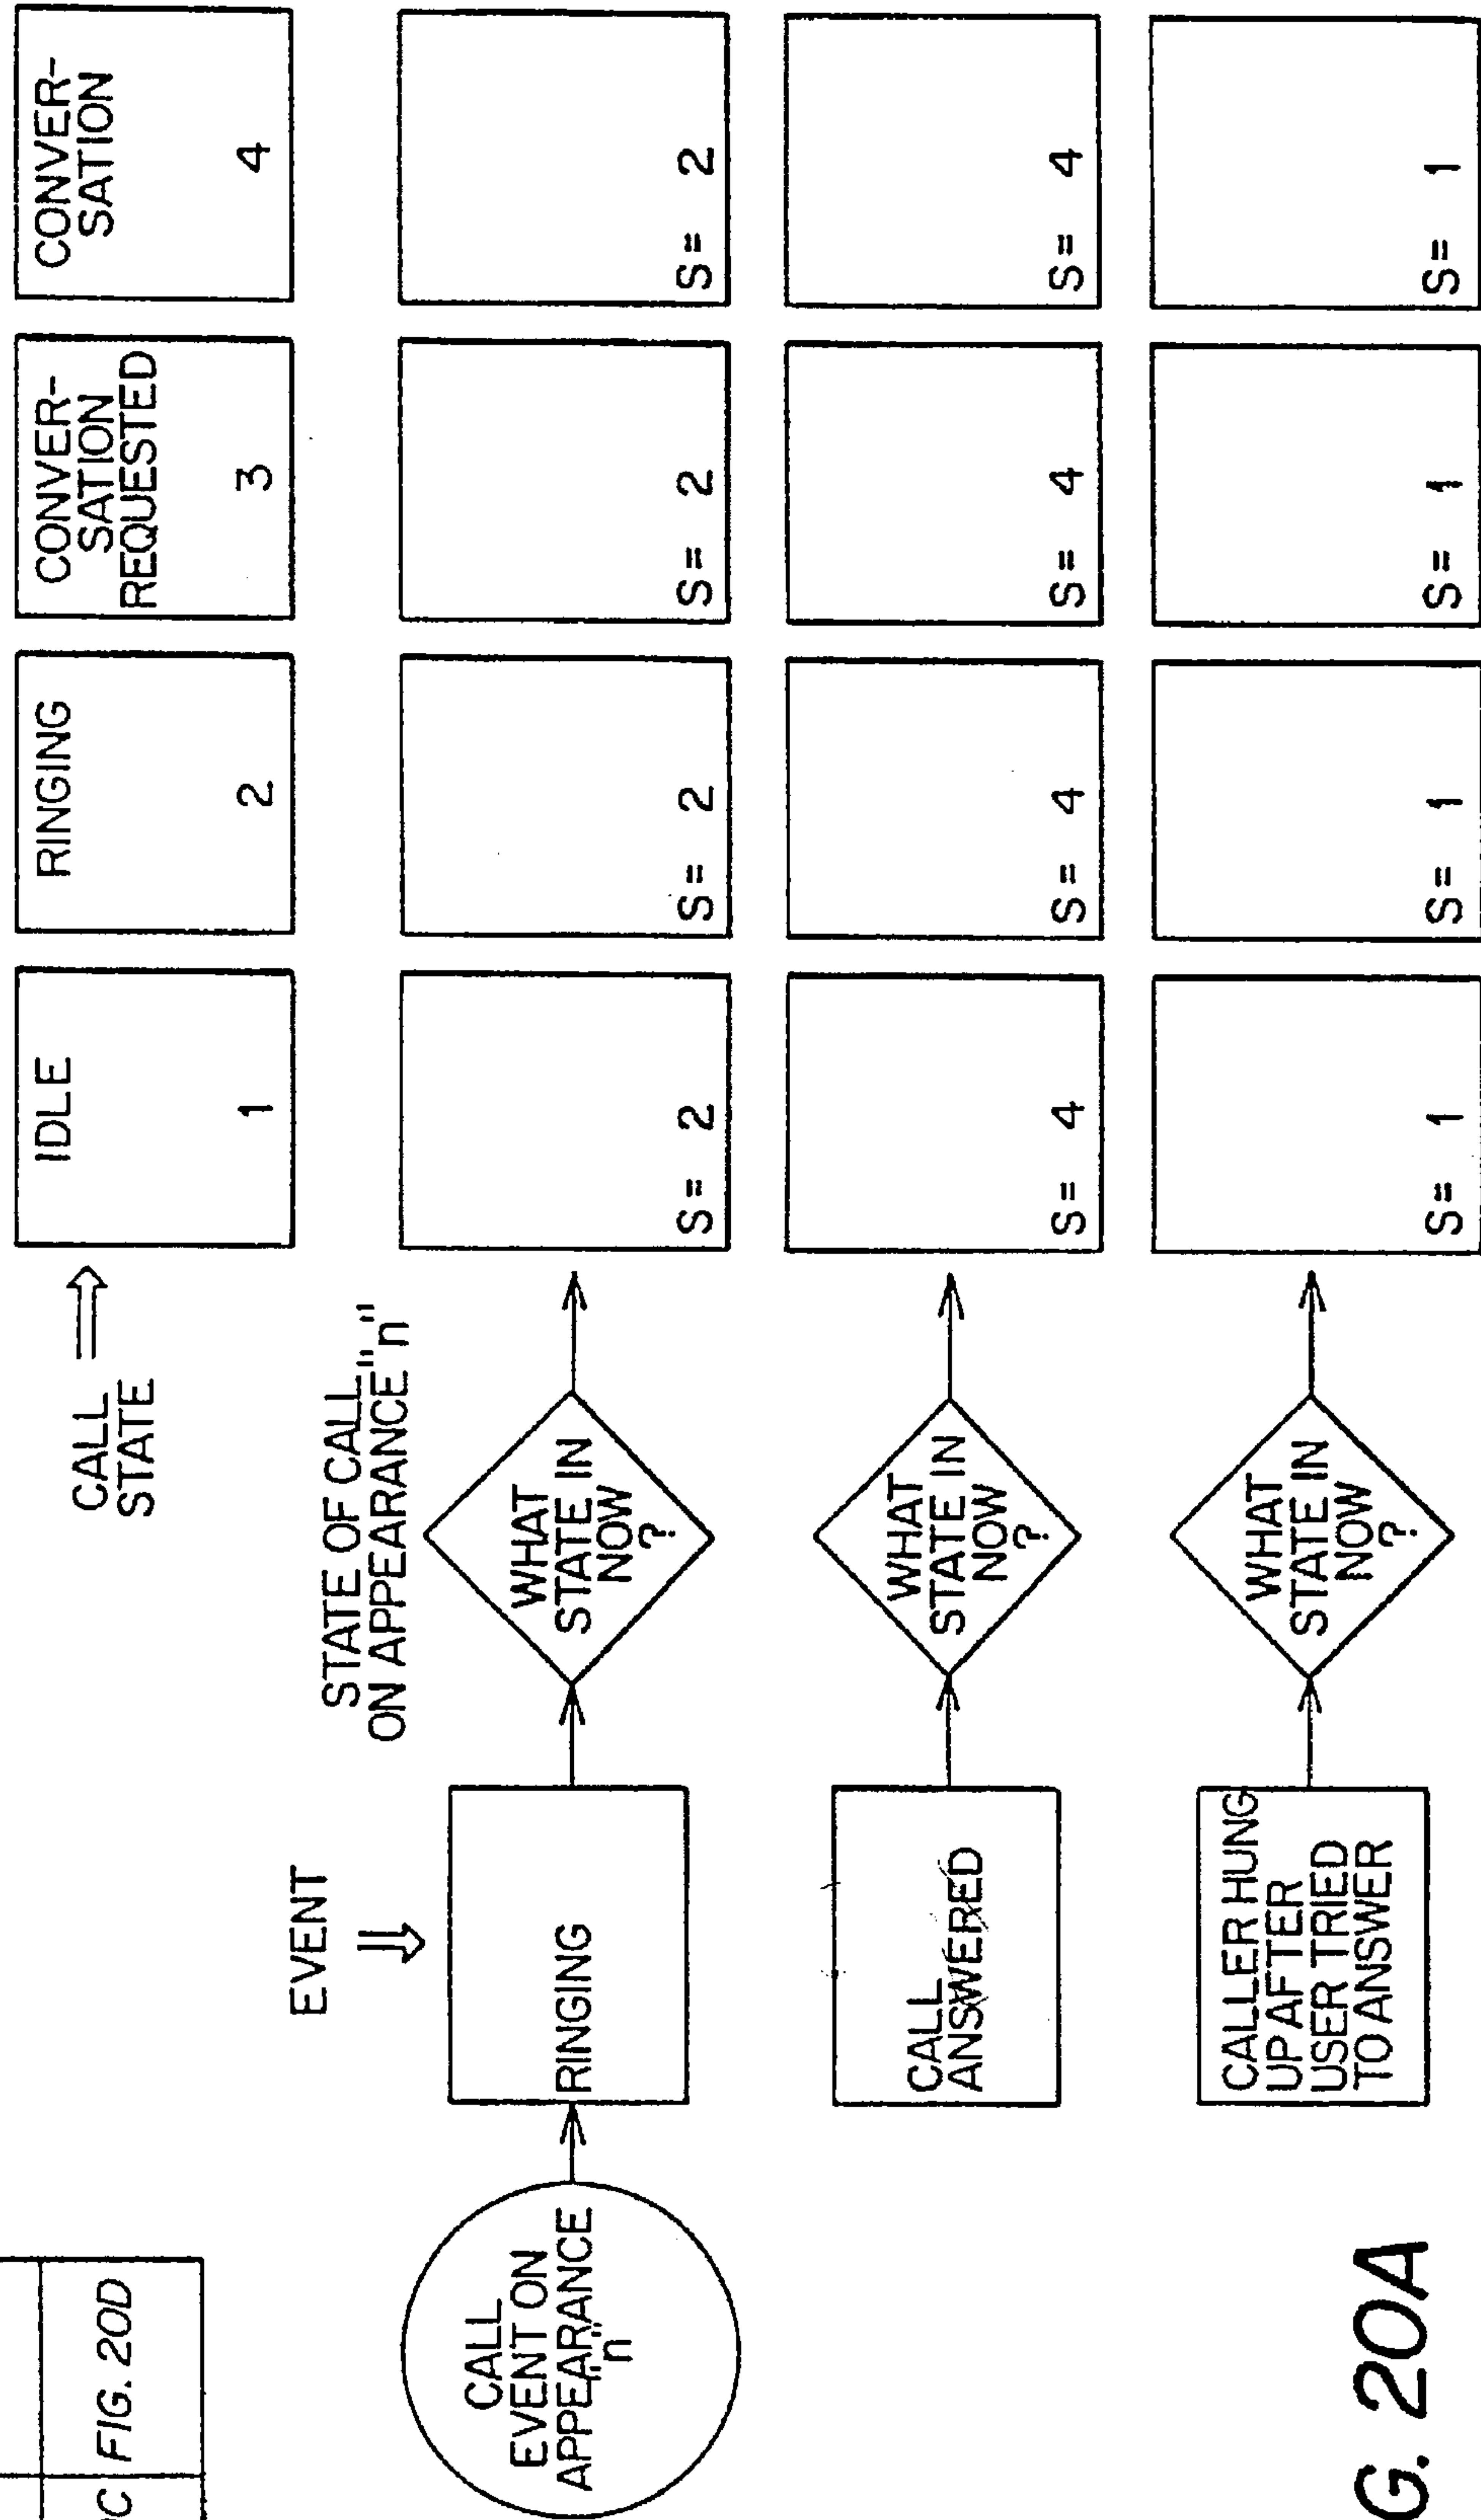 C FIG. 20D
CALL
STATE
IDLE
1
RINGING
2
CONVER-
SATION
REQUESTED
3
CONVER-
SATION
4
EVENT
STATE OF CALL
ON APPEARANCE "n"
CALL
EVENT ON
APPEARANCE
"n"
RINGING
WHAT
STATE IN
NOW
?
S= 2
S= 2
S= 2
S= 2
CALL
ANSWERED
WHAT
STATE IN
NOW
?
S= 4
S= 4
S= 4
S= 4
CALLER HUNG
UP AFTER
USER TRIED
TO ANSWER
WHAT
STATE IN
NOW
?
S= 1
S= 1
S= 1
S= 1
G. 20A